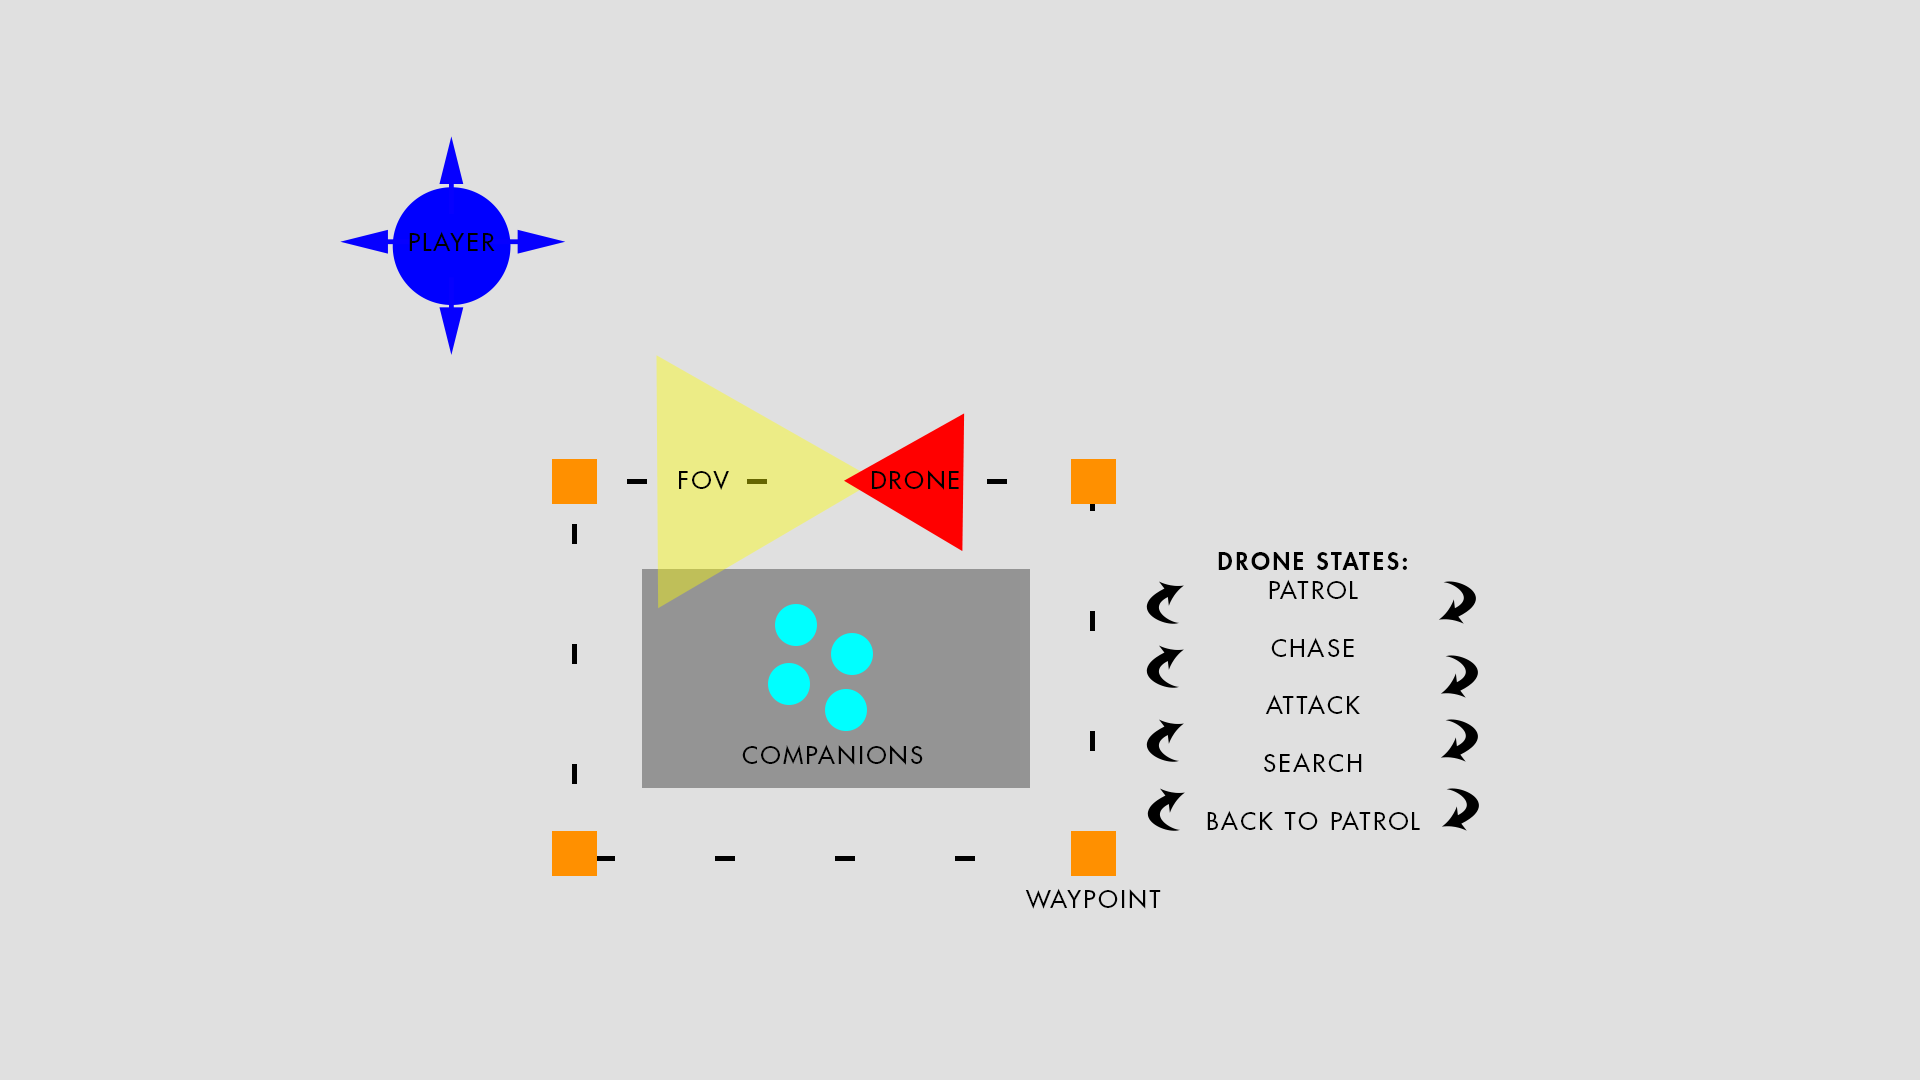 PLAYER
FOV
DRONE
COMPANIONS
WAYPOINT
DRONE STATES:
PATROL
CHASE
ATTACK
SEARCH
BACK TO PATROL